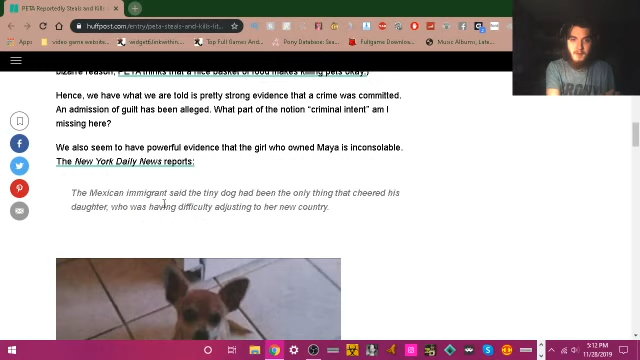 PETA Reportedly Steals and Kills
huffpost.com/entry/peta-steals-and-kills-lit...
Apps
video game website...
Top Full Games And...
Pony Database - Se...
Fullgame Download...
Music Albums, Lect...
bizarre reason, PETA thinks that a nice basket of food makes killing pets okay.)
Hence, we have what we are told is pretty strong evidence that a crime was committed.
An admission of guilt has been alleged. What part of the notion “criminal intent” am I
missing here?
We also seem to have powerful evidence that the girl who owned Maya is inconsolable.
The New York Daily News reports:
The Mexican immigrant said the tiny dog had been the only thing that cheered his
daughter, who was having difficulty adjusting to her new country.
5:12 PM
11/28/2019